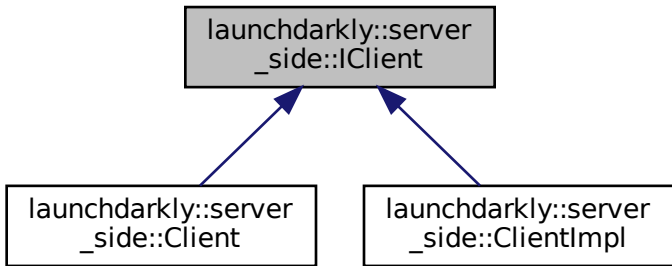 launchdarkly::server
_side::IClient
launchdarkly::server
_side::Client
launchdarkly::server
_side::ClientImpl